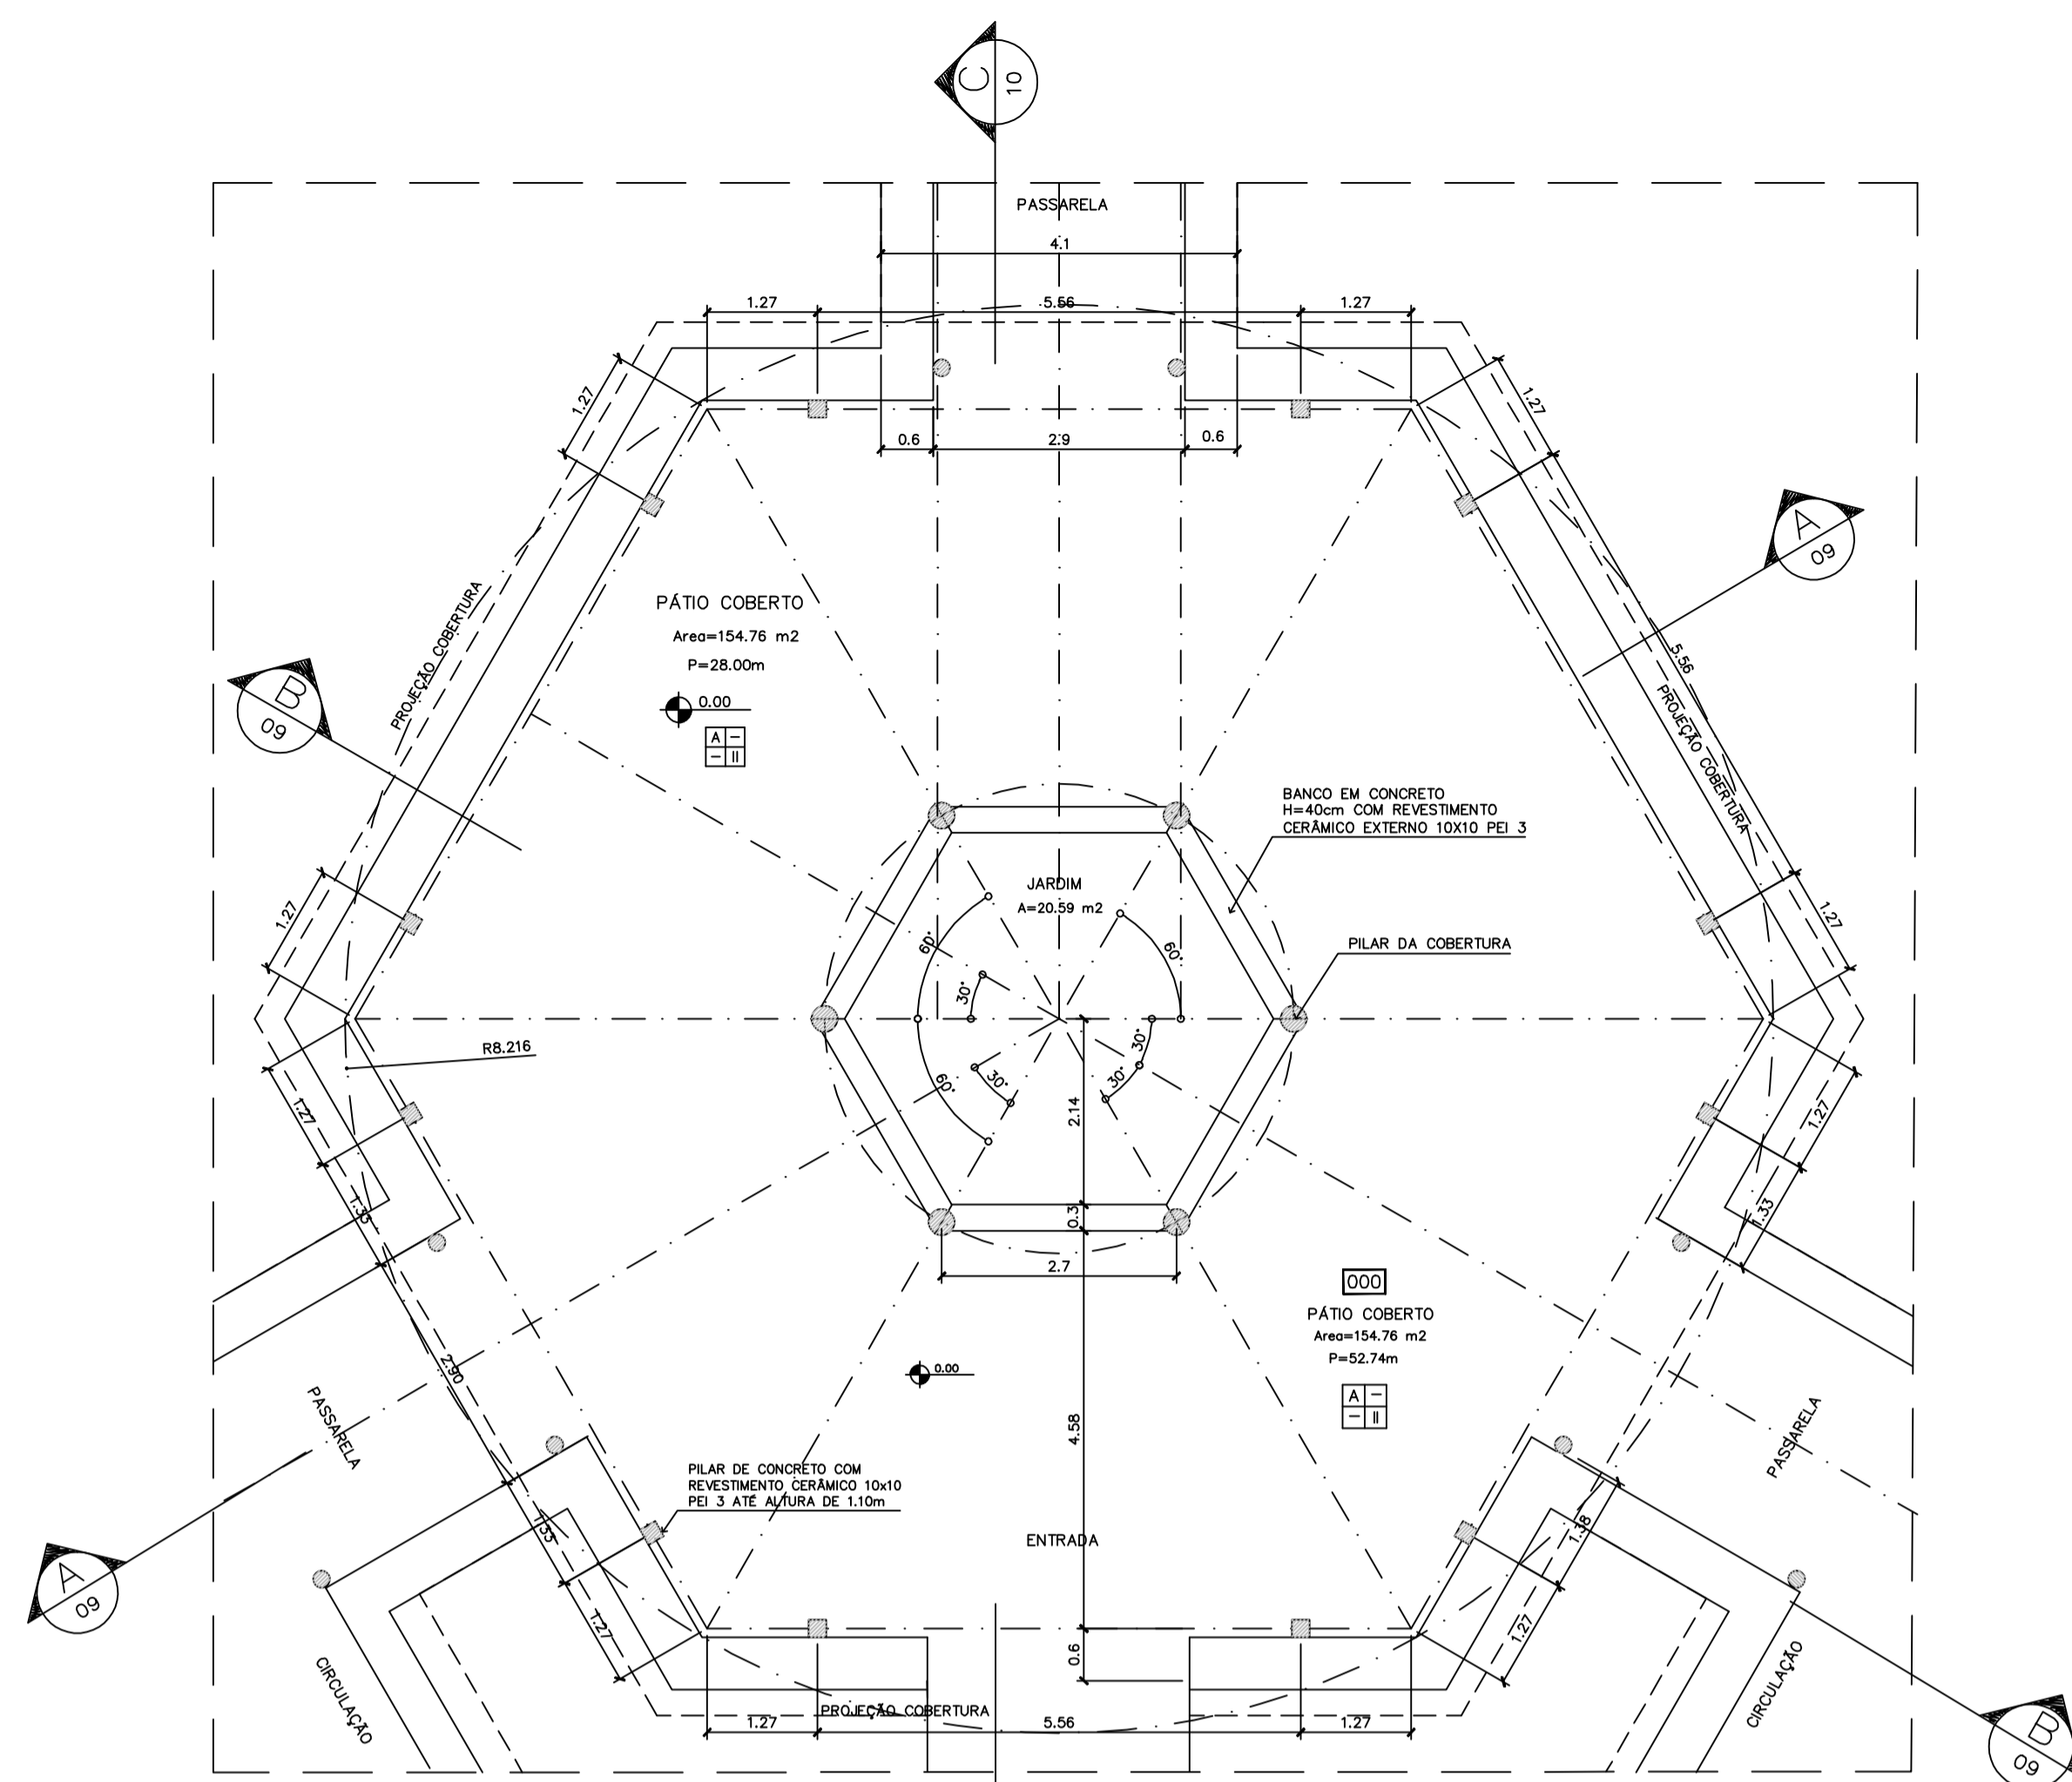 C
10
PASSARELA
4.1
1.27
5.56
1.27
1.27
1.27
0.6
2.9
0.6
A
09
PÁTIO COBERTO
Area=154.76 m2
P=28.00m
0.00
A –
– II
PROJEÇÃO COBERTURA
B
09
5.56
PROJEÇÃO COBERTURA
BANCO EM CONCRETO
H=40cm COM REVESTIMENTO
CERÂMICO EXTERNO 10X10 PEI 3
JARDIM
A=20.59 m2
PILAR DA COBERTURA
1.27
1.27
60°
60°
30°
30°
R8.216
60°
30°
30°
1.27
2.14
1.27
1.33
0.3
1.33
2.7
000
PÁTIO COBERTO
Area=154.76 m2
P=52.74m
A –
– II
2.90
0.00
4.58
PASSARELA
PASSARELA
PILAR DE CONCRETO COM
REVESTIMENTO CERÂMICO 10x10
PEI 3 ATÉ ALTURA DE 1.10m
1.33
1.38
ENTRADA
A
09
1.27
1.27
0.6
CIRCULAÇÃO
CIRCULAÇÃO
PROJEÇÃO COBERTURA
1.27
5.56
1.27
B
09